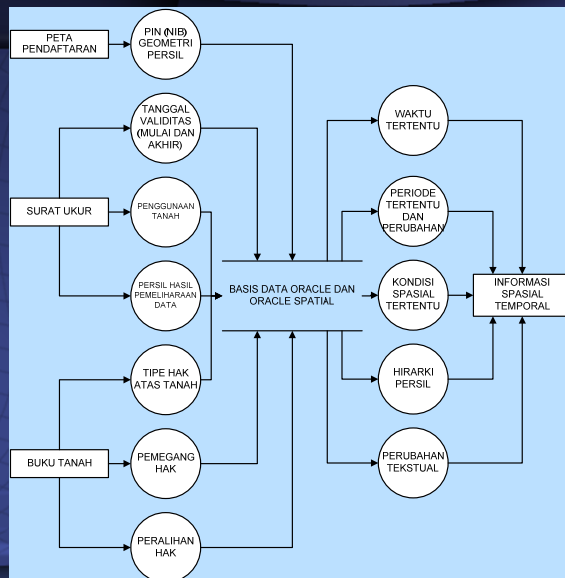 PETA
PENDAFTARAN
PIN (NIB)
GEOMETRI
PERSIL
TANGGAL
VALIDITAS
(MULAI DAN
AKHIR)
SURAT UKUR
PENGGUNAAN
TANAH
PERSIL HASIL
PEMELIHARAAN
DATA
TIPE HAK
ATAS TANAH
BUKU TANAH
PEMEGANG
HAK
PERALIHAN
HAK
BASIS DATA ORACLE DAN
ORACLE SPATIAL
WAKTU
TERTENTU
PERIODE
TERTENTU
DAN
PERUBAHAN
KONDISI
SPASIAL
TERTENTU
HIRARKI
PERSIL
PERUBAHAN
TEKSTUAL
INFORMASI
SPASIAL
TEMPORAL